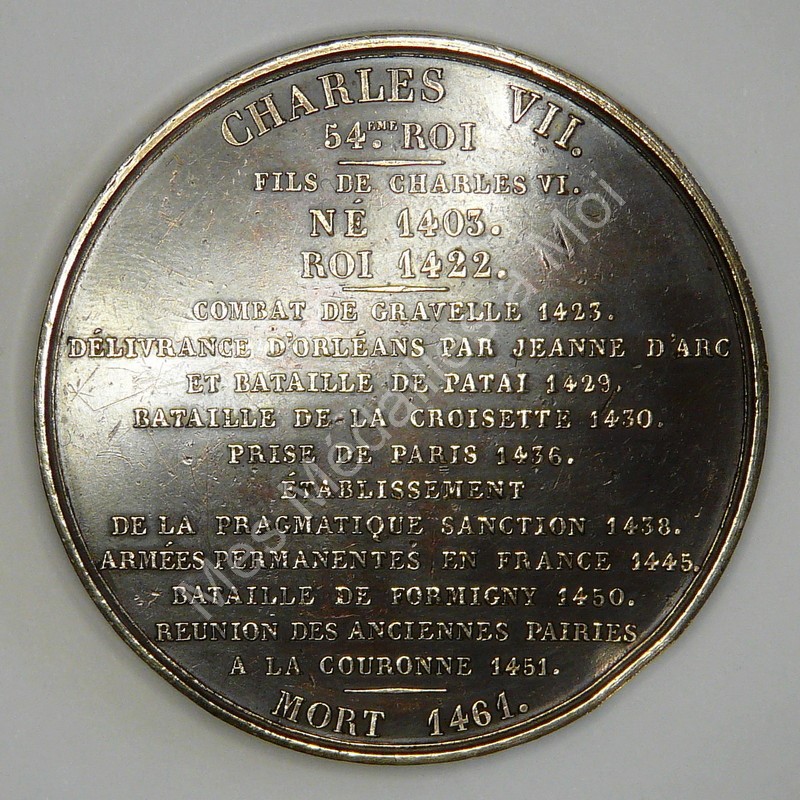 CHARLES VII.
54.EME ROI
FILS DE CHARLES VI.
NÉ 1403.
ROI 1422.
COMBAT DE GRAVELLE 1423.
DÉLIVRANCE D'ORLÉANS PAR JEANNE D'ARC
ET BATAILLE DE PATAI 1429.
BATAILLE DE LA CROISETTE 1430.
PRISE DE PARIS 1436.
ÉTABLISSEMENT
DE LA PRAGMATIQUE SANCTION 1438.
ARMÉES PERMANENTES EN FRANCE 1445.
BATAILLE DE FORMIGNY 1450.
REUNION DES ANCIENNES PAIRIES
A LA COURONNE 1451.
MORT 1461.
Mes Médailles à Moi